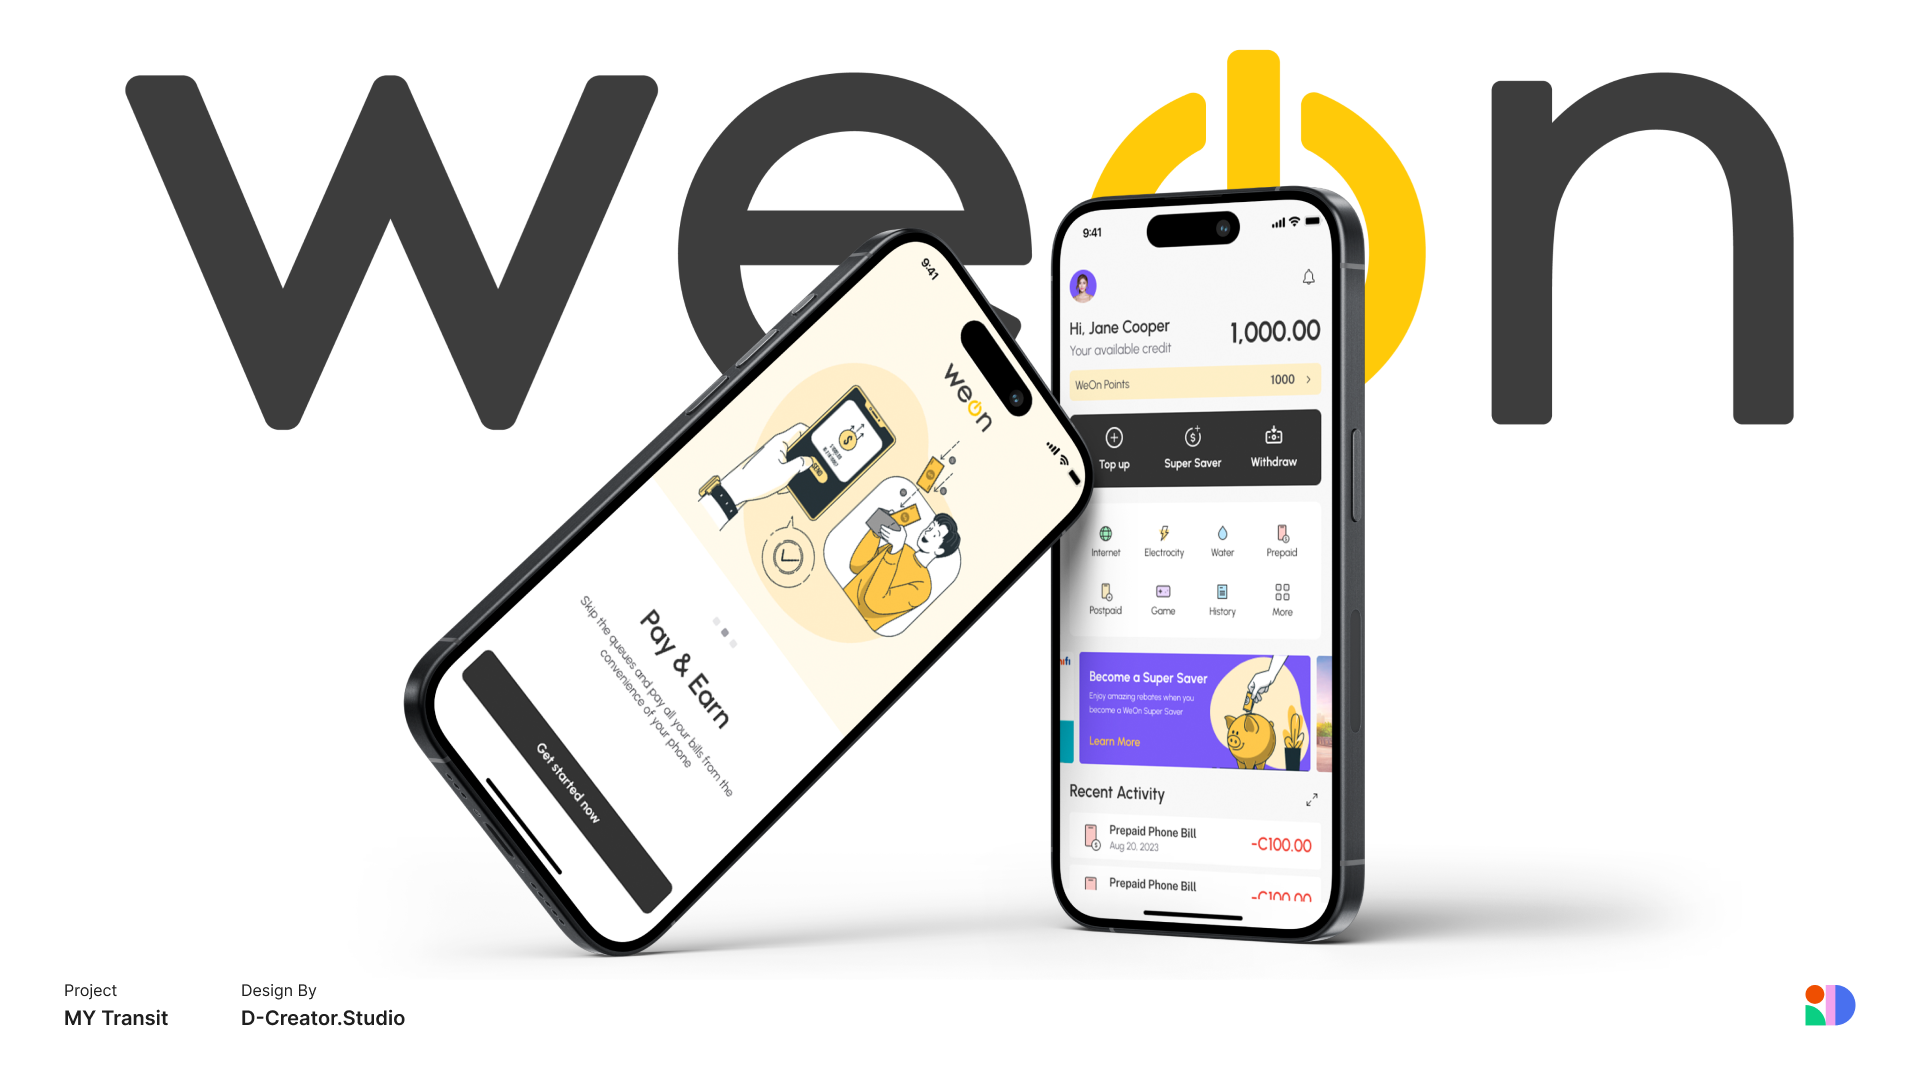 weon
9:41
weon
Pay & Earn
Skip the queues and pay all your bills from the
convenience of your phone
Get started now
9:41
Hi, Jane Cooper
1,000.00
Your available credit
WeOn Points
1000
Top up
Super Saver
Withdraw
Internet
Electrocity
Water
Prepaid
Postpaid
Game
History
More
Become a Super Saver
Enjoy amazing rebates when you
become a WeOn Super Saver
Learn More
Recent Activity
Prepaid Phone Bill
Aug 20, 2023
-C100.00
Prepaid Phone Bill
-C100.00
Project
MY Transit
Design By
D-Creator.Studio